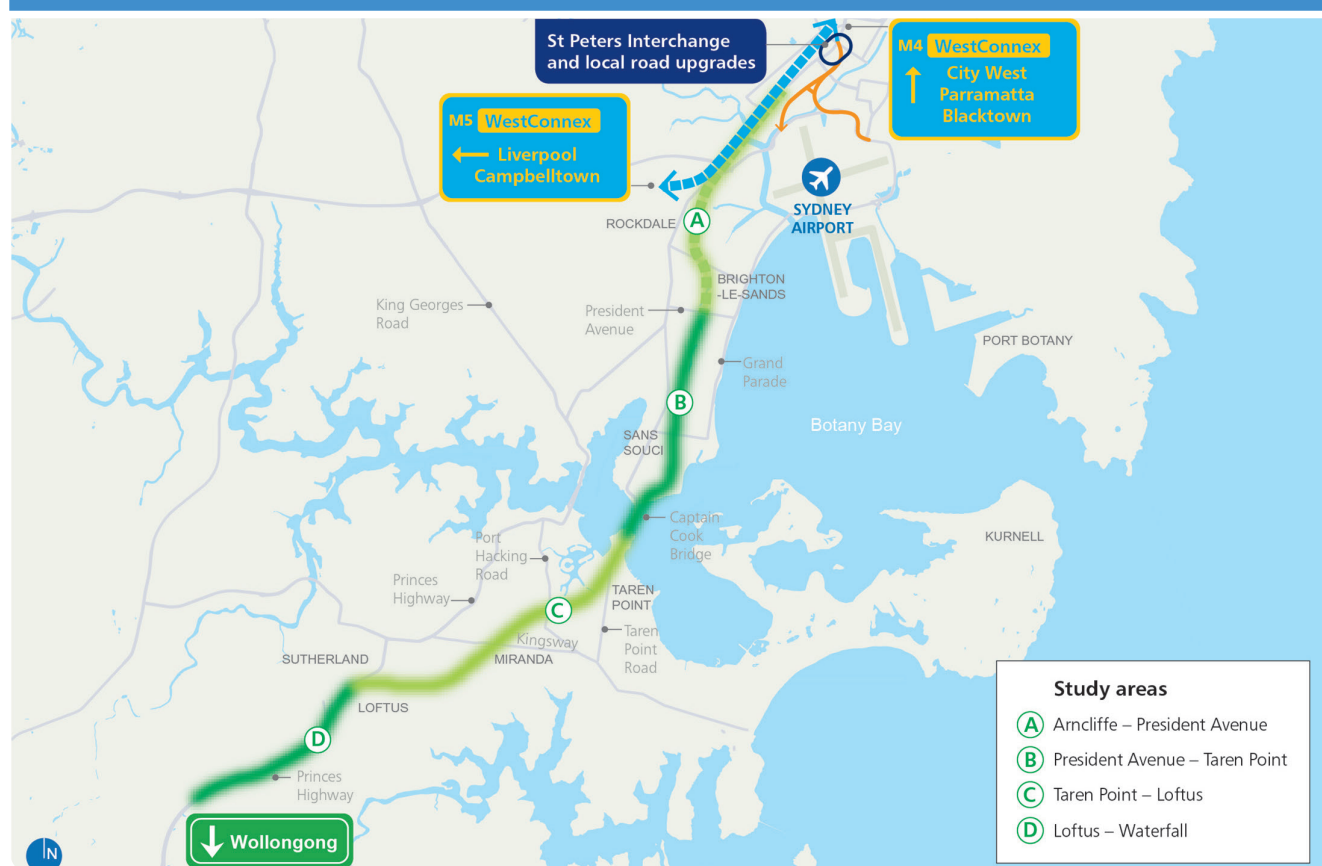 St Peters Interchange
and local road upgrades
M4 WestConnex
City West
Parramatta
Blacktown
M5 WestConnex
Liverpool
Campbelltown
SYDNEY
AIRPORT
ROCKDALE
A
BRIGHTON
-LE-SANDS
King Georges
Road
President
Avenue
PORT BOTANY
Grand
Parade
B
Botany Bay
SANS
SOUCI
Captain
Cook
Bridge
KURNELL
Port
Hacking
Road
Princes
Highway
TAREN
POINT
C
Kingsway
Taren
Point
Road
SUTHERLAND
MIRANDA
LOFTUS
D
Princes
Highway
Wollongong
N
Study areas
A Arncliffe – President Avenue
B President Avenue – Taren Point
C Taren Point – Loftus
D Loftus – Waterfall